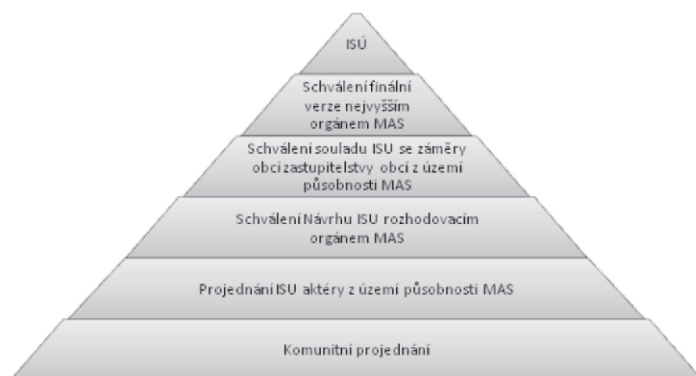 ISÚ
Schválení finální
verze nejvyšším
orgánem MAS
Schválení souladu ISU se záměry
obcí zastupitelstvy obcí z území
působnosti MAS
Schválení Návrhu ISU rozhodovacím
orgánem MAS
Projednání ISU aktéry z území působnosti MAS
Komunitní projednání